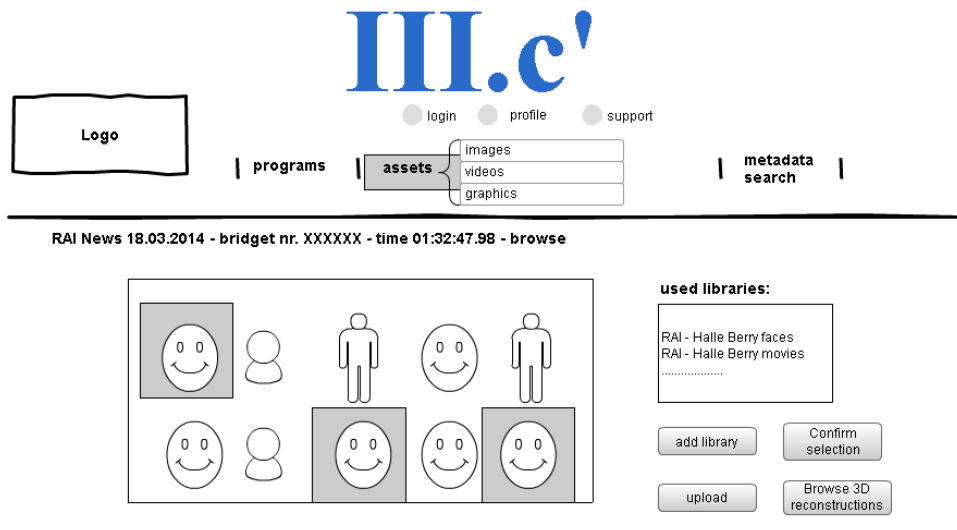 III.c'
login profile support
Logo
programs
assets
images
videos
graphics
metadata
search
RAI News 18.03.2014 - bridget nr. XXXXXX - time 01:32:47.98 - browse
used libraries:
RAI - Halle Berry faces
RAI - Halle Berry movies
...................
add library
Confirm
selection
upload
Browse 3D
reconstructions